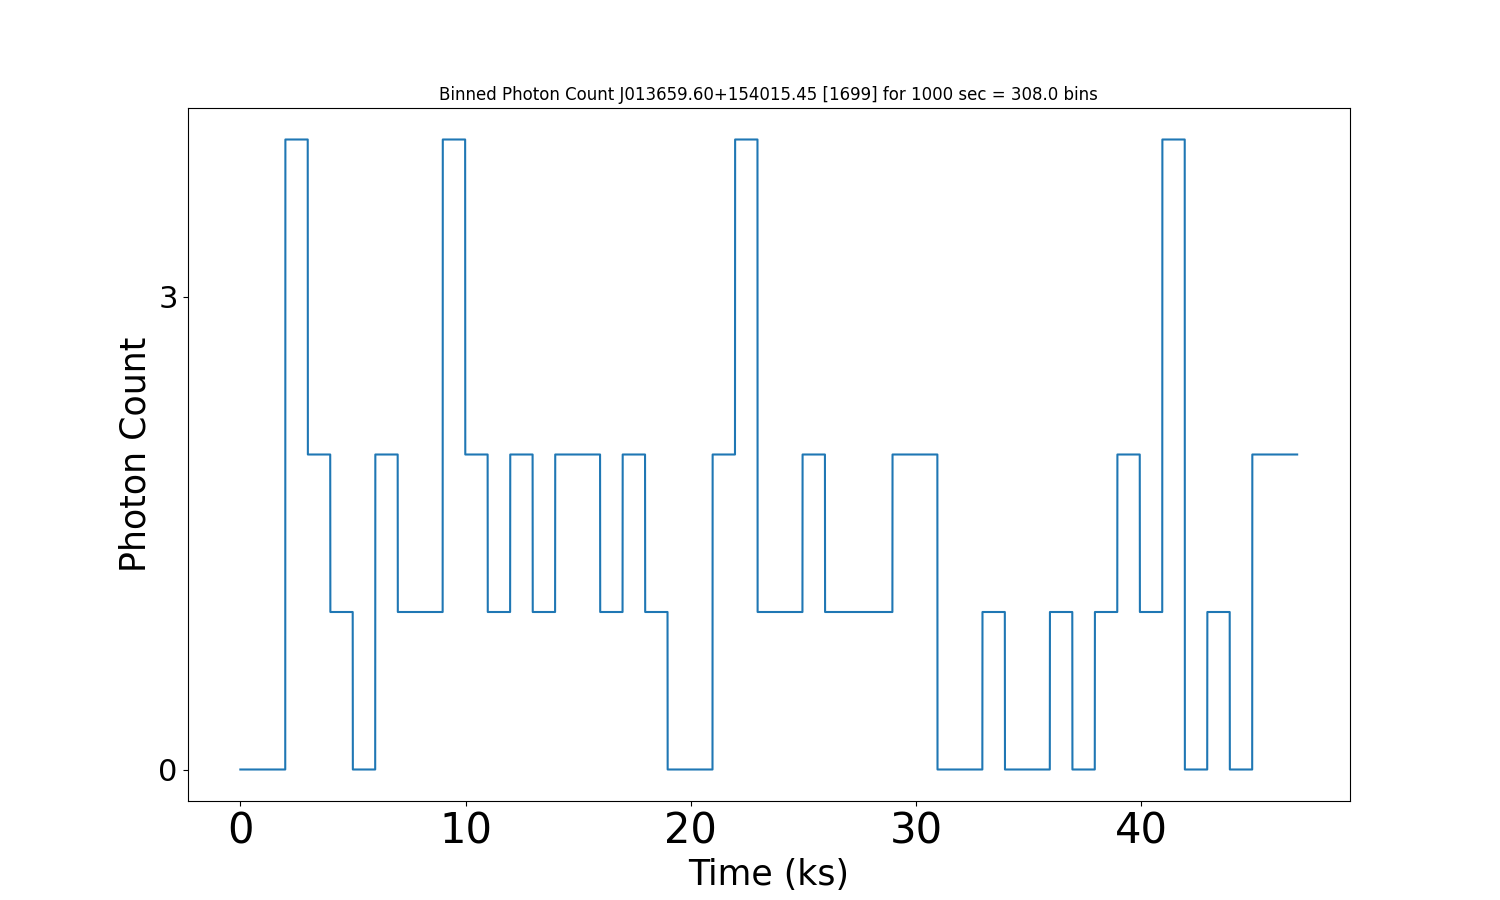 Binned Photon Count J013659.60+154015.45 [1699] for 1000 sec = 308.0 bins
Photon Count
3
0
0 10 20 30 40
Time (ks)